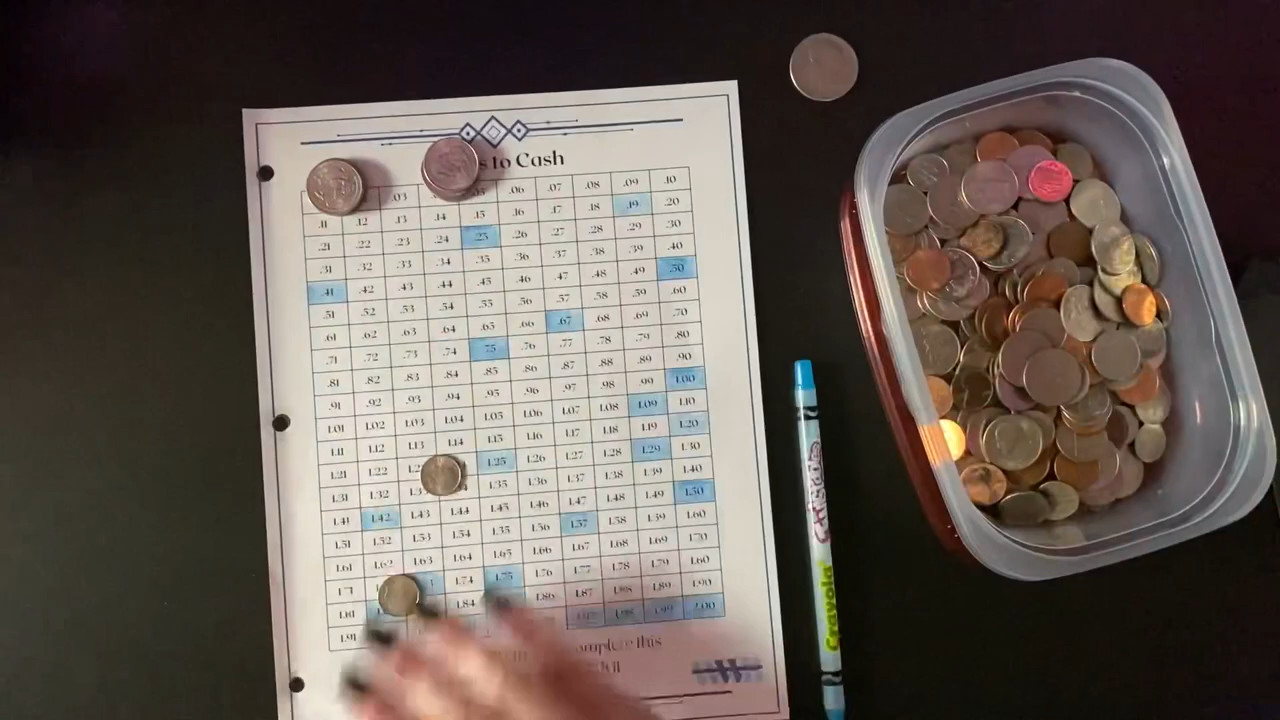 s to Cash
.03 .05 .06 .07 .08 .09 .10
.11 .12 .13 .14 .15 .16 .17 .18 .19 .20
.21 .22 .23 .24 .25 .26 .27 .28 .29 .30
.31 .32 .33 .34 .35 .36 .37 .38 .39 .40
.41 .42 .43 .44 .45 .46 .47 .48 .49 .50
.51 .52 .53 .54 .55 .56 .57 .58 .59 .60
.61 .62 .63 .64 .65 .66 .67 .68 .69 .70
.71 .72 .73 .74 .75 .76 .77 .78 .79 .80
.81 .82 .83 .84 .85 .86 .87 .88 .89 .90
.91 .92 .93 .94 .95 .96 .97 .98 .99 1.00
1.01 1.02 1.03 1.04 1.05 1.06 1.07 1.08 1.09 1.10
1.11 1.12 1.13 1.14 1.15 1.16 1.17 1.18 1.19 1.20
1.21 1.22 1.25 1.26 1.27 1.28 1.29 1.30
1.31 1.32 1.35 1.36 1.37 1.38 1.39 1.40
1.41 1.42 1.43 1.44 1.45 1.46 1.47 1.48 1.49 1.50
1.51 1.52 1.53 1.54 1.55 1.56 1.57 1.58 1.59 1.60
1.61 1.62 1.63 1.64 1.65 1.66 1.67 1.68 1.69 1.70
1.71 1.74 1.75 1.76 1.77 1.78 1.79 1.80
1.81 1.84 1.86 1.87 1.88 1.89 1.90
1.91 1.97 1.98 1.99 2.00
omplete this
Crayola